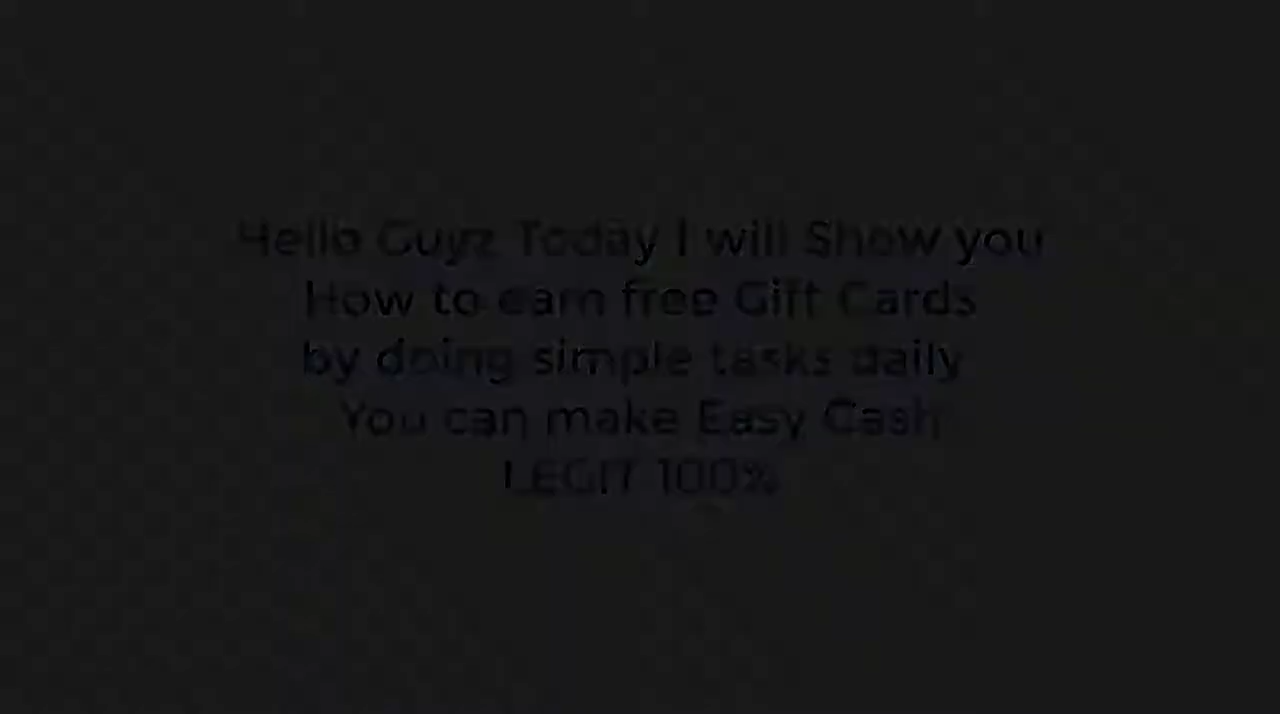 Hello Guyz Today I will Show you
How to earn free Gift Cards
by doing simple tasks daily
You can make Easy Cash
LEGIT 100%